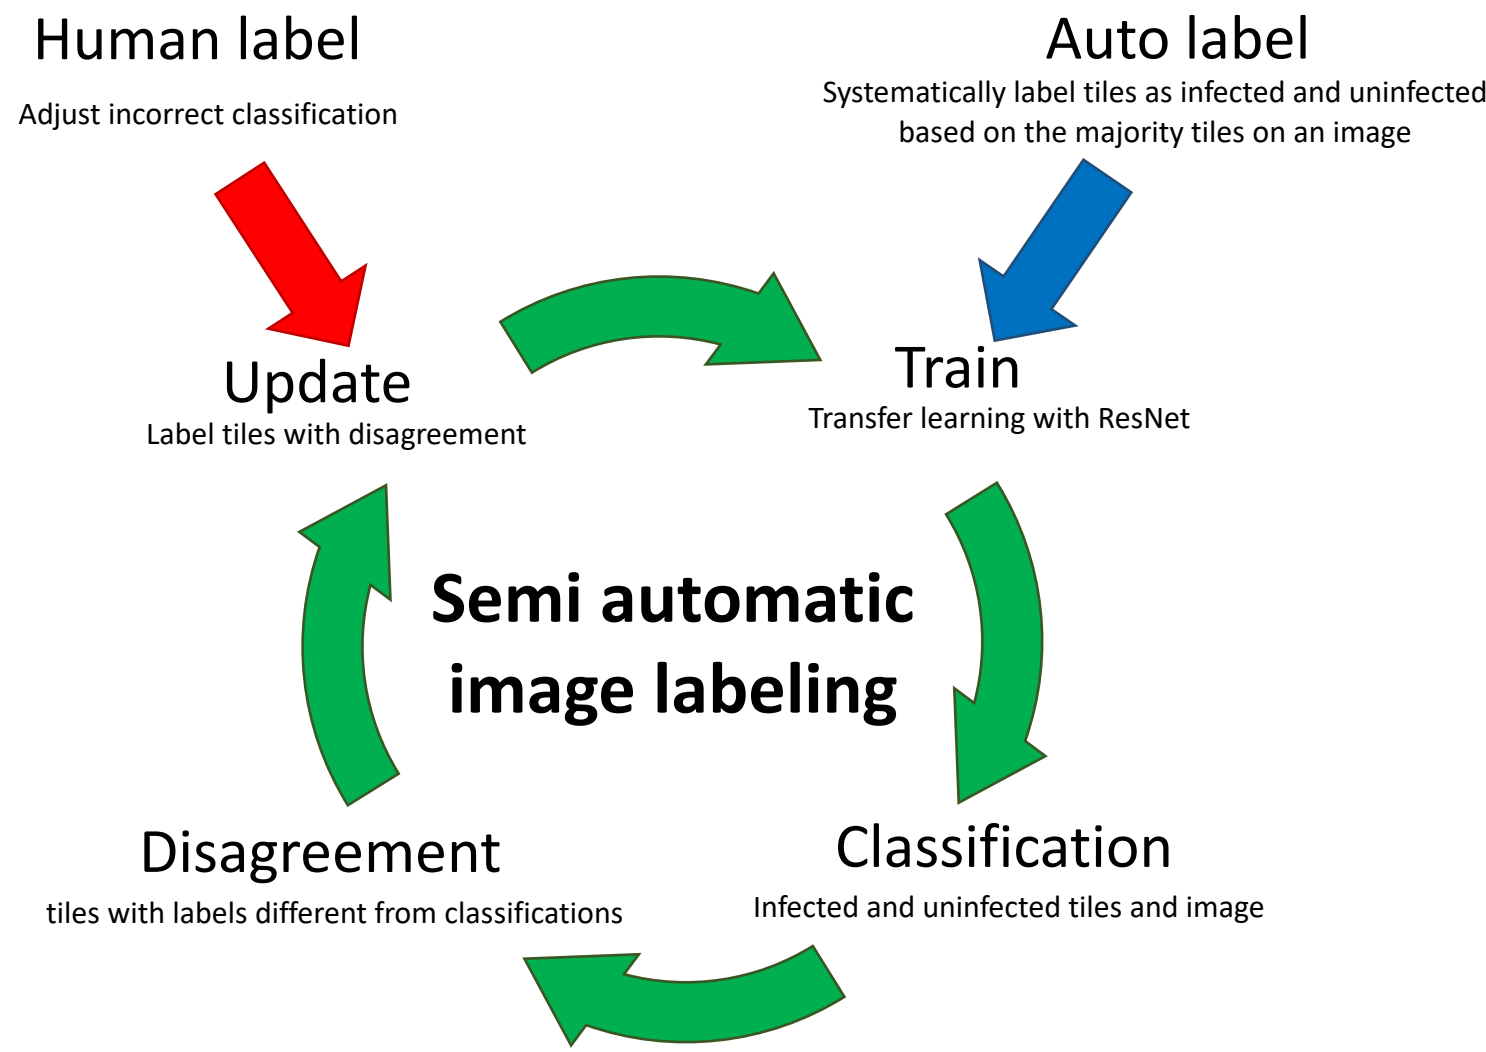 Human label
Adjust incorrect classification
Auto label
Systematically label tiles as infected and uninfected
based on the majority tiles on an image
Update
Label tiles with disagreement
Train
Transfer learning with ResNet
Semi automatic
image labeling
Disagreement
tiles with labels different from classifications
Classification
Infected and uninfected tiles and image